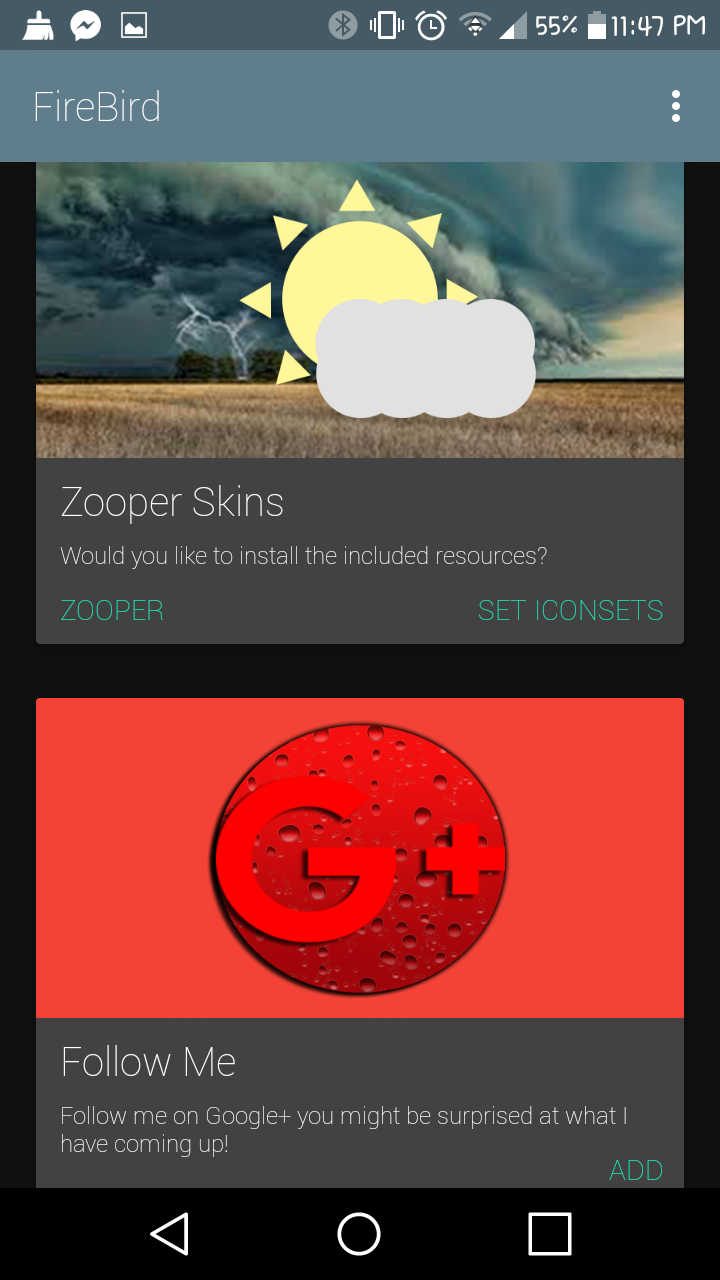 55% 11:47 PM
FireBird
Zooper Skins
Would you like to install the included resources?
ZOOPER SET ICONSETS
G+
Follow Me
Follow me on Google+ you might be surprised at what I
have coming up!
ADD